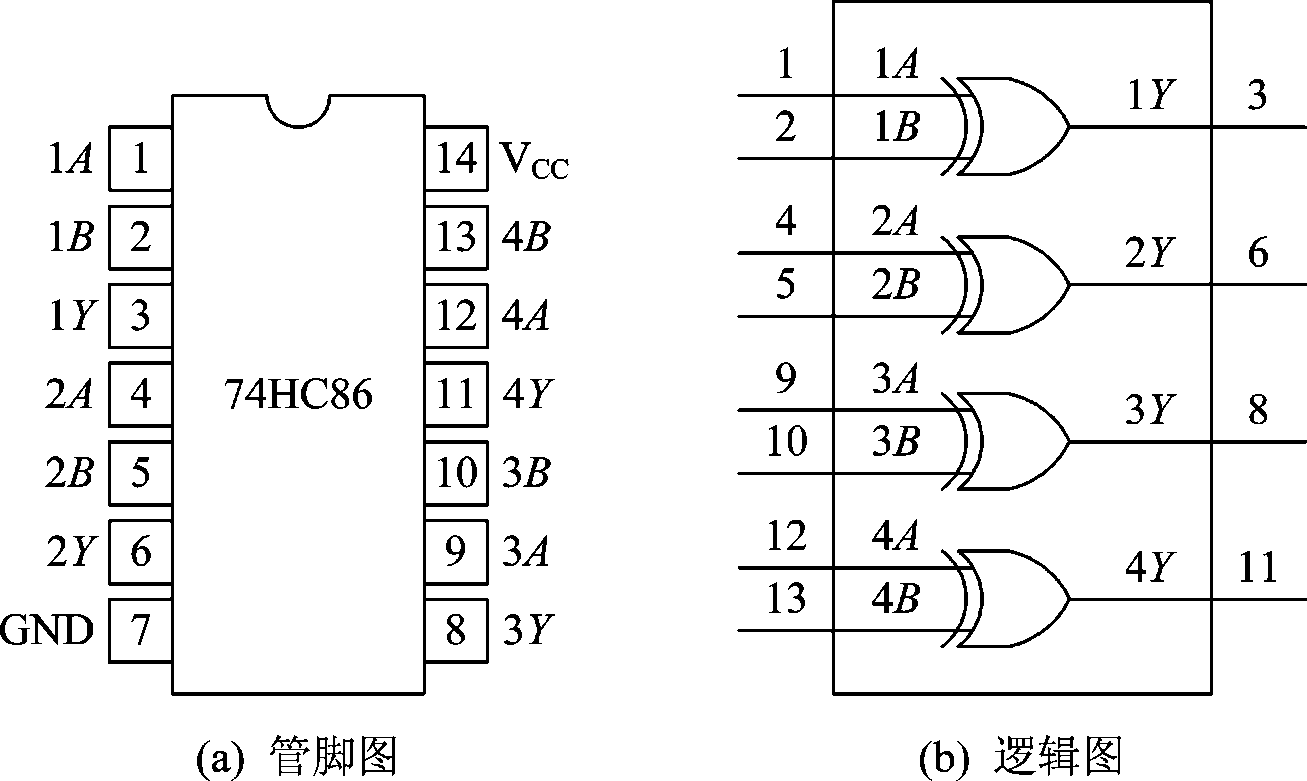 1A 1 14 VCC
1B 2 13 4B
1Y 3 12 4A
2A 4 74HC86 11 4Y
2B 5 10 3B
2Y 6 9 3A
GND 7 8 3Y
(a) 管脚图
1 1A 1Y 3
2 1B
4 2A 2Y 6
5 2B
9 3A 3Y 8
10 3B
12 4A 4Y 11
13 4B
(b) 逻辑图